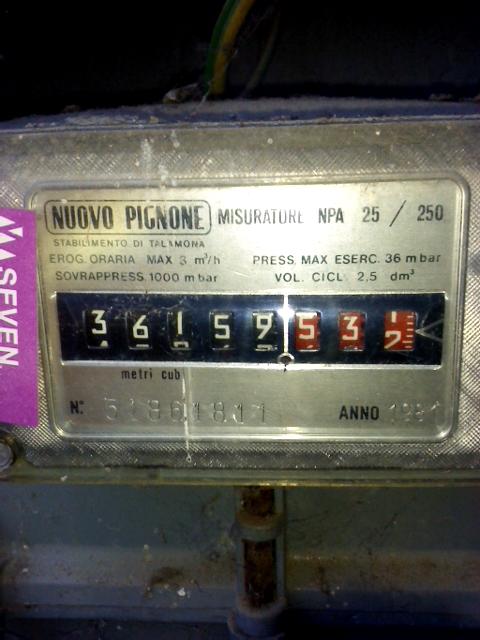 NUOVO PIGNONE MISURATORE NPA 25 / 250
STABILIMENTO DI TALAMONA
EROG. ORARIA MAX 3 m³/h PRESS. MAX ESERC. 36 mbar
SOVRAPPRESS. 1000 mbar VOL. CICL. 2,5 dm³
3 6 1 5 9 5 3
metri cubi
N°
ANNO
SEVEN